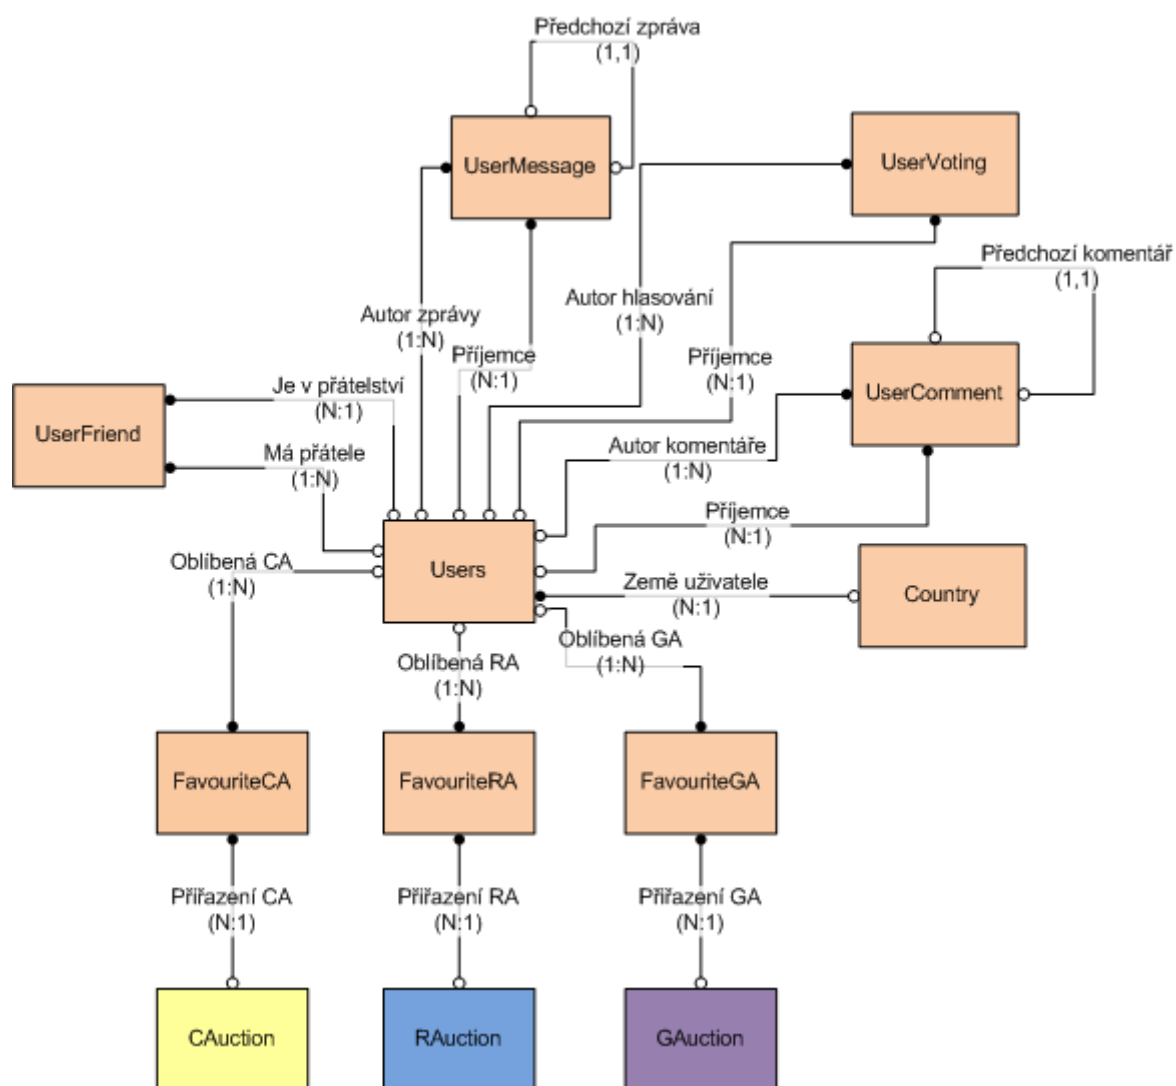 Předchozí zpráva
(1,1)
UserMessage
UserVoting
Předchozí komentář
(1,1)
Autor hlasování
(1:N)
Autor zprávy
(1:N)
Příjemce
(N:1)
Příjemce
(N:1)
UserComment
Je v přátelství
(N:1)
UserFriend
Má přátele
(1:N)
Autor komentáře
(1:N)
Příjemce
(N:1)
Oblíbená CA
(1:N)
Users
Země uživatele
(N:1)
Country
Oblíbená RA
(1:N)
Oblíbená GA
(1:N)
FavouriteCA
FavouriteRA
FavouriteGA
Přiřazení CA
(N:1)
Přiřazení RA
(N:1)
Přiřazení GA
(N:1)
CAuction
RAuction
GAuction